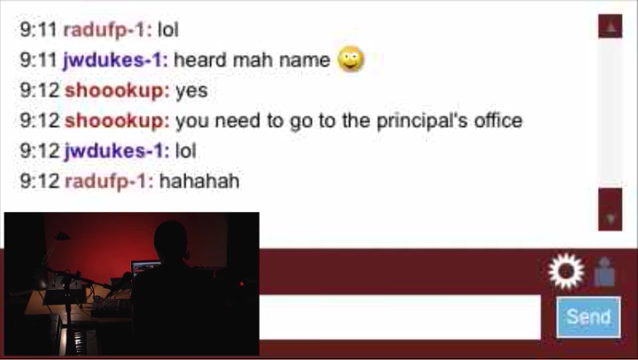 9:11 radufp-1: lol
9:11 jwdukes-1: heard mah name
9:12 shoookup: yes
9:12 shoookup: you need to go to the principal's office
9:12 jwdukes-1: lol
9:12 radufp-1: hahahah
Send